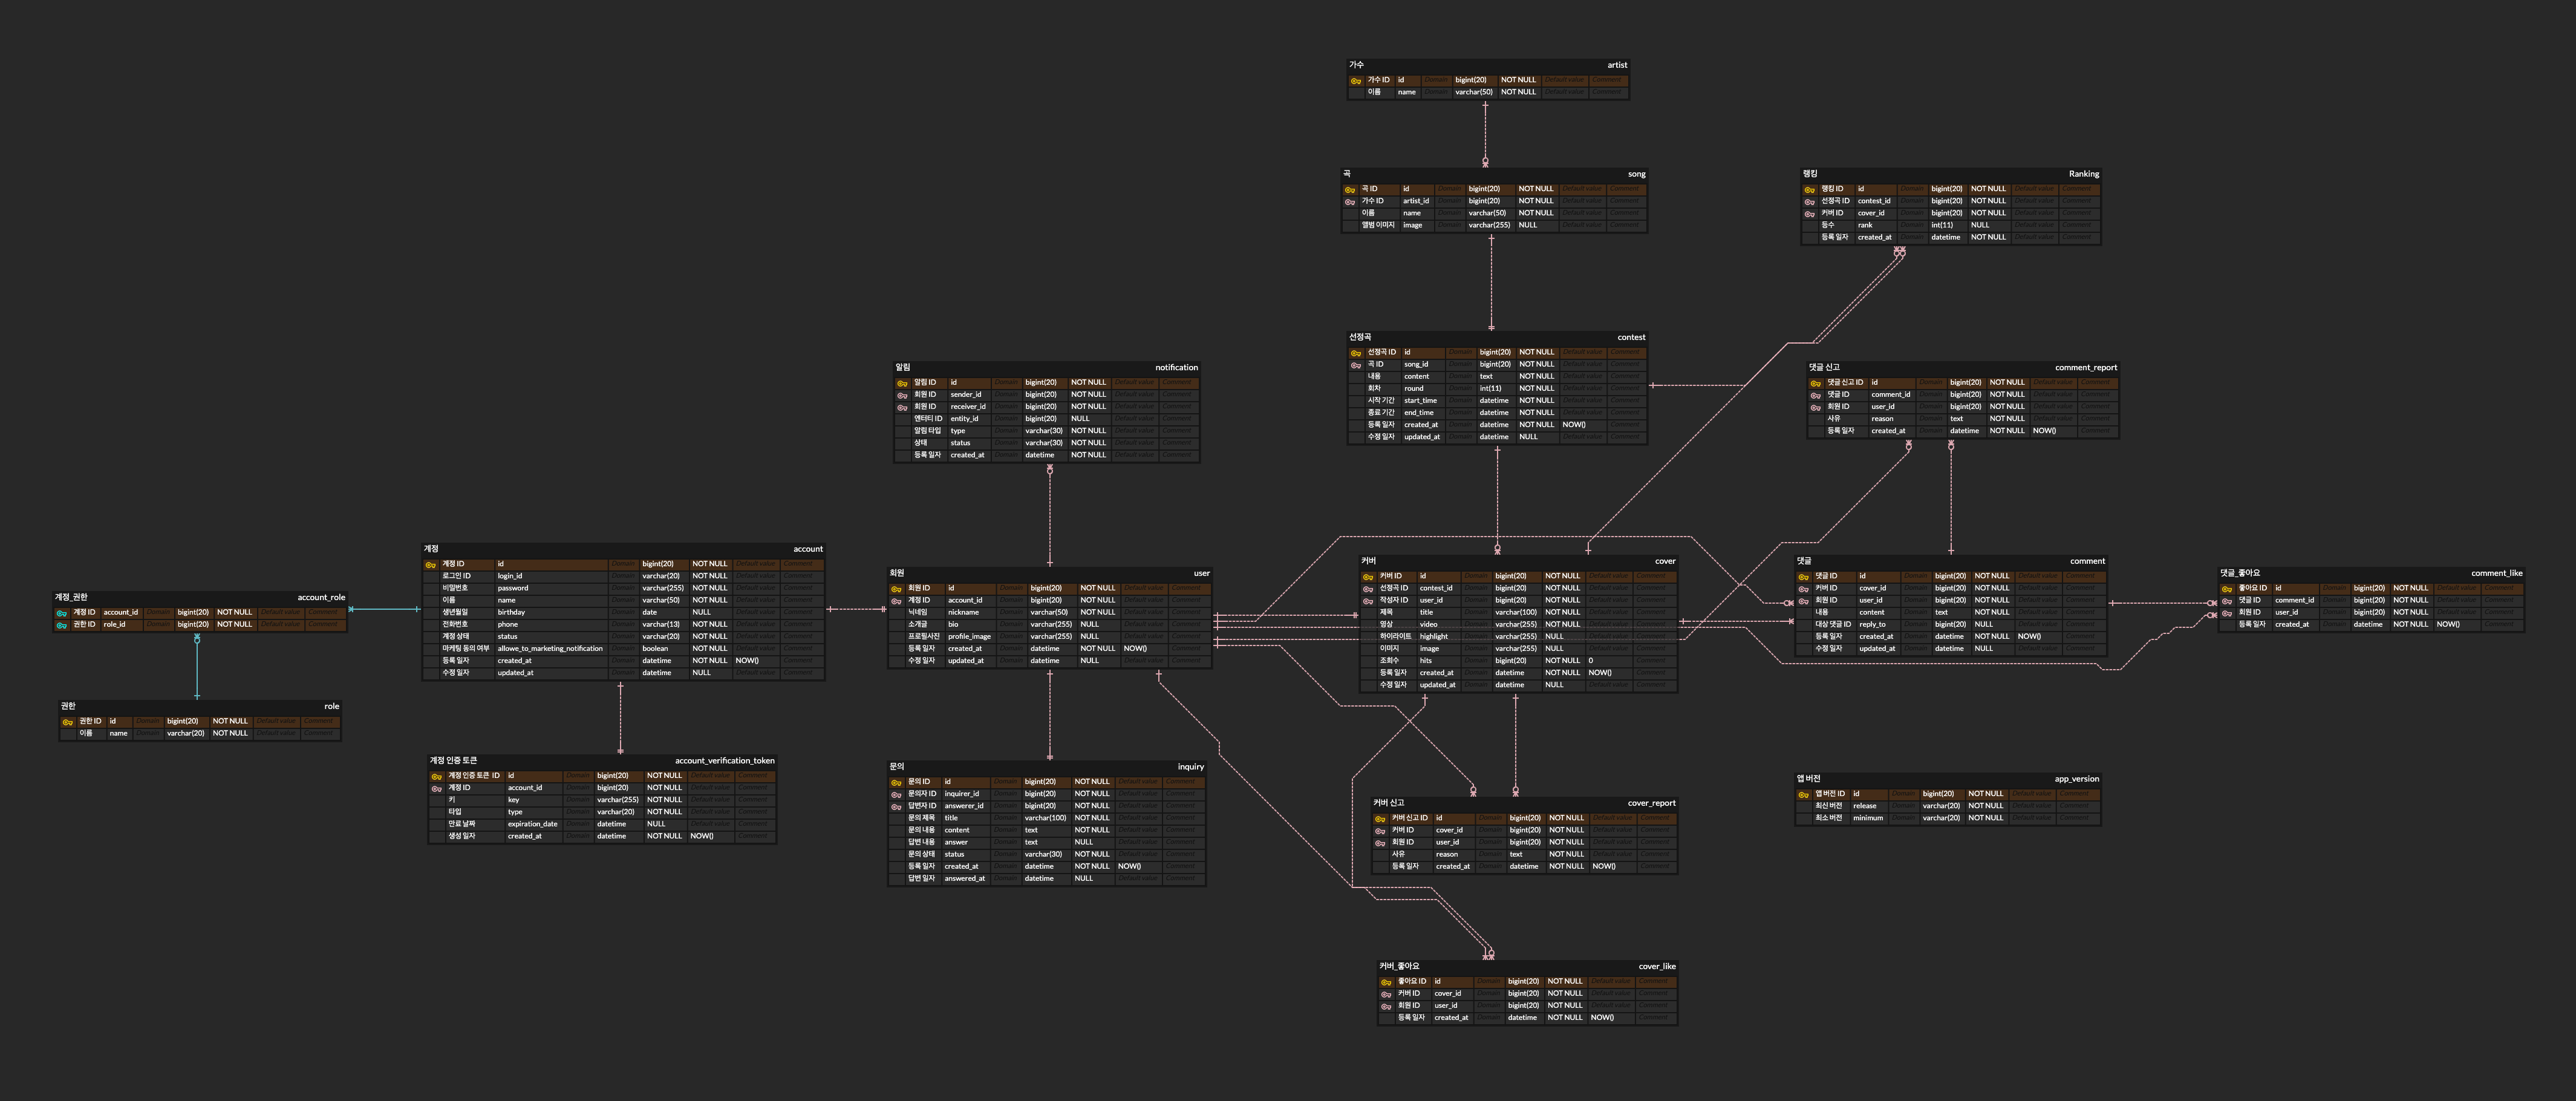 가수 artist
가수 ID id Domain bigint(20) NOT NULL Default value Comment
이름 name Domain varchar(50) NOT NULL Default value Comment
곡 song
곡 ID id Domain bigint(20) NOT NULL Default value Comment
가수 ID artist_id Domain bigint(20) NOT NULL Default value Comment
이름 name Domain varchar(50) NOT NULL Default value Comment
앨범 이미지 image Domain varchar(255) NULL Default value Comment
랭킹 Ranking
랭킹 ID id Domain bigint(20) NOT NULL Default value Comment
선정곡 ID contest_id Domain bigint(20) NOT NULL Default value Comment
커버 ID cover_id Domain bigint(20) NOT NULL Default value Comment
등수 rank Domain int(11) NULL Default value Comment
등록 일자 created_at Domain datetime NOT NULL Default value Comment
선정곡 contest
선정곡 ID id Domain bigint(20) NOT NULL Default value Comment
곡 ID song_id Domain bigint(20) NOT NULL Default value Comment
내용 content Domain text NOT NULL Default value Comment
회차 round Domain int(11) NOT NULL Default value Comment
시작 기간 start_time Domain datetime NOT NULL Default value Comment
종료 기간 end_time Domain datetime NOT NULL Default value Comment
등록 일자 created_at Domain datetime NOT NULL NOW() Comment
수정 일자 updated_at Domain datetime NULL Default value Comment
알림 notification
알림 ID id Domain bigint(20) NOT NULL Default value Comment
회원 ID sender_id Domain bigint(20) NOT NULL Default value Comment
회원 ID receiver_id Domain bigint(20) NOT NULL Default value Comment
엔티티 ID entity_id Domain bigint(20) NULL Default value Comment
알림 타입 type Domain varchar(30) NOT NULL Default value Comment
상태 status Domain varchar(30) NOT NULL Default value Comment
등록 일자 created_at Domain datetime NOT NULL Default value Comment
댓글 신고 comment_report
댓글 신고 ID id Domain bigint(20) NOT NULL Default value Comment
댓글 ID comment_id Domain bigint(20) NOT NULL Default value Comment
회원 ID user_id Domain bigint(20) NOT NULL Default value Comment
사유 reason Domain text NOT NULL Default value Comment
등록 일자 created_at Domain datetime NOT NULL NOW() Comment
계정_권한 account_role
계정 ID account_id Domain bigint(20) NOT NULL Default value Comment
권한 ID role_id Domain bigint(20) NOT NULL Default value Comment
권한 role
권한 ID id Domain bigint(20) NOT NULL Default value Comment
이름 name Domain varchar(20) NOT NULL Default value Comment
계정 account
계정 ID id Domain bigint(20) NOT NULL Default value Comment
로그인 ID login_id Domain varchar(20) NOT NULL Default value Comment
비밀번호 password Domain varchar(255) NOT NULL Default value Comment
이름 name Domain varchar(50) NOT NULL Default value Comment
생년월일 birthday Domain date NULL Default value Comment
전화번호 phone Domain varchar(13) NOT NULL Default value Comment
계정 상태 status Domain varchar(20) NOT NULL Default value Comment
마케팅 동의 여부 allowe_to_marketing_notification Domain boolean NOT NULL Default value Comment
등록 일자 created_at Domain datetime NOT NULL NOW() Comment
수정 일자 updated_at Domain datetime NULL Default value Comment
계정 인증 토큰 account_verification_token
계정 인증 토큰 ID id Domain bigint(20) NOT NULL Default value Comment
계정 ID account_id Domain bigint(20) NOT NULL Default value Comment
키 key Domain varchar(255) NOT NULL Default value Comment
타입 type Domain varchar(20) NOT NULL Default value Comment
만료 날짜 expiration_date Domain datetime NULL Default value Comment
생성 일자 created_at Domain datetime NOT NULL NOW() Comment
회원 user
회원 ID id Domain bigint(20) NOT NULL Default value Comment
계정 ID account_id Domain bigint(20) NOT NULL Default value Comment
닉네임 nickname Domain varchar(50) NOT NULL Default value Comment
소개글 bio Domain varchar(255) NULL Default value Comment
프로필사진 profile_image Domain varchar(255) NULL Default value Comment
등록 일자 created_at Domain datetime NOT NULL NOW() Comment
수정 일자 updated_at Domain datetime NULL Default value Comment
문의 inquiry
문의 ID id Domain bigint(20) NOT NULL Default value Comment
문의자 ID inquirer_id Domain bigint(20) NOT NULL Default value Comment
답변자 ID answerer_id Domain bigint(20) NOT NULL Default value Comment
문의 제목 title Domain varchar(100) NOT NULL Default value Comment
문의 내용 content Domain text NOT NULL Default value Comment
답변 내용 answer Domain text NULL Default value Comment
문의 상태 status Domain varchar(30) NOT NULL Default value Comment
등록 일자 created_at Domain datetime NOT NULL NOW() Comment
답변 일자 answered_at Domain datetime NULL Default value Comment
커버 cover
커버 ID id Domain bigint(20) NOT NULL Default value Comment
선정곡 ID contest_id Domain bigint(20) NOT NULL Default value Comment
작성자 ID user_id Domain bigint(20) NOT NULL Default value Comment
제목 title Domain varchar(100) NOT NULL Default value Comment
영상 video Domain varchar(255) NOT NULL Default value Comment
하이라이트 highlight Domain varchar(255) NULL Default value Comment
이미지 image Domain varchar(255) NULL Default value Comment
조회수 hits Domain bigint(20) NOT NULL 0 Comment
등록 일자 created_at Domain datetime NOT NULL NOW() Comment
수정 일자 updated_at Domain datetime NULL Default value Comment
커버 신고 cover_report
커버 신고 ID id Domain bigint(20) NOT NULL Default value Comment
커버 ID cover_id Domain bigint(20) NOT NULL Default value Comment
회원 ID user_id Domain bigint(20) NOT NULL Default value Comment
사유 reason Domain text NOT NULL Default value Comment
등록 일자 created_at Domain datetime NOT NULL NOW() Comment
커버_좋아요 cover_like
좋아요 ID id Domain bigint(20) NOT NULL Default value Comment
커버 ID cover_id Domain bigint(20) NOT NULL Default value Comment
회원 ID user_id Domain bigint(20) NOT NULL Default value Comment
등록 일자 created_at Domain datetime NOT NULL NOW() Comment
댓글 comment
댓글 ID id Domain bigint(20) NOT NULL Default value Comment
커버 ID cover_id Domain bigint(20) NOT NULL Default value Comment
회원 ID user_id Domain bigint(20) NOT NULL Default value Comment
내용 content Domain text NOT NULL Default value Comment
대상 댓글 ID reply_to Domain bigint(20) NULL Default value Comment
등록 일자 created_at Domain datetime NOT NULL NOW() Comment
수정 일자 updated_at Domain datetime NULL Default value Comment
댓글_좋아요 comment_like
좋아요 ID id Domain bigint(20) NOT NULL Default value Comment
댓글 ID comment_id Domain bigint(20) NOT NULL Default value Comment
회원 ID user_id Domain bigint(20) NOT NULL Default value Comment
등록 일자 created_at Domain datetime NOT NULL NOW() Comment
앱 버전 app_version
앱 버전 ID id Domain bigint(20) NOT NULL Default value Comment
최신 버전 release Domain varchar(20) NOT NULL Default value Comment
최소 버전 minimum Domain varchar(20) NOT NULL Default value Comment